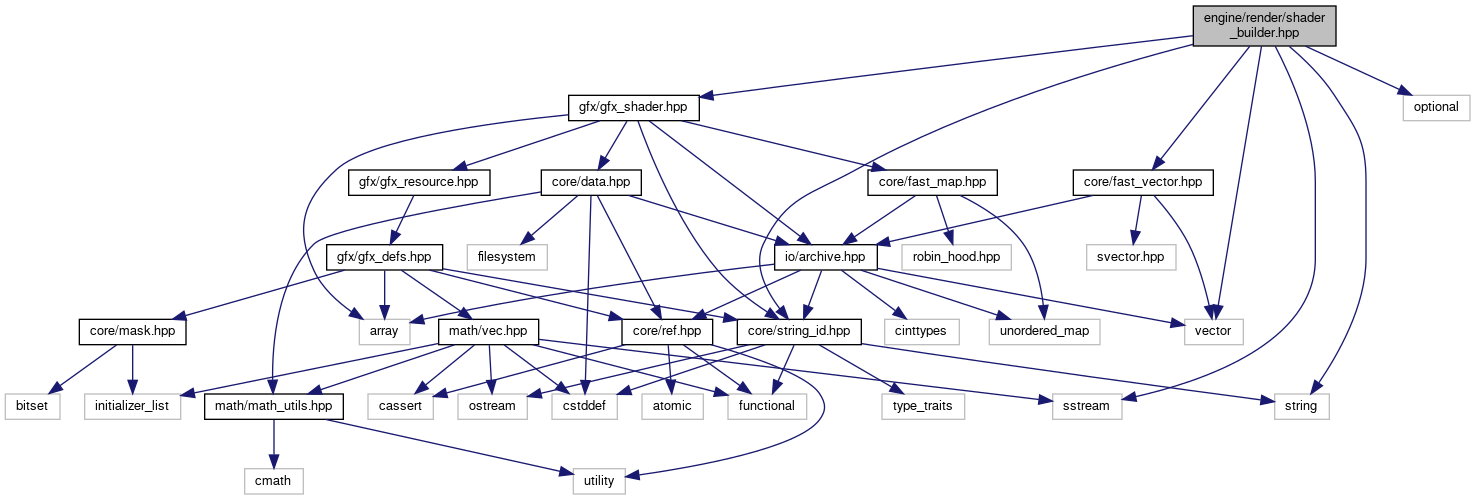 engine/render/shader
_builder.hpp
gfx/gfx_shader.hpp
optional
gfx/gfx_resource.hpp
core/data.hpp
core/fast_map.hpp
core/fast_vector.hpp
gfx/gfx_defs.hpp
filesystem
io/archive.hpp
robin_hood.hpp
svector.hpp
core/mask.hpp
array
math/vec.hpp
core/ref.hpp
core/string_id.hpp
cinttypes
unordered_map
vector
bitset
initializer_list
math/math_utils.hpp
cassert
ostream
cstddef
atomic
functional
type_traits
sstream
string
cmath
utility